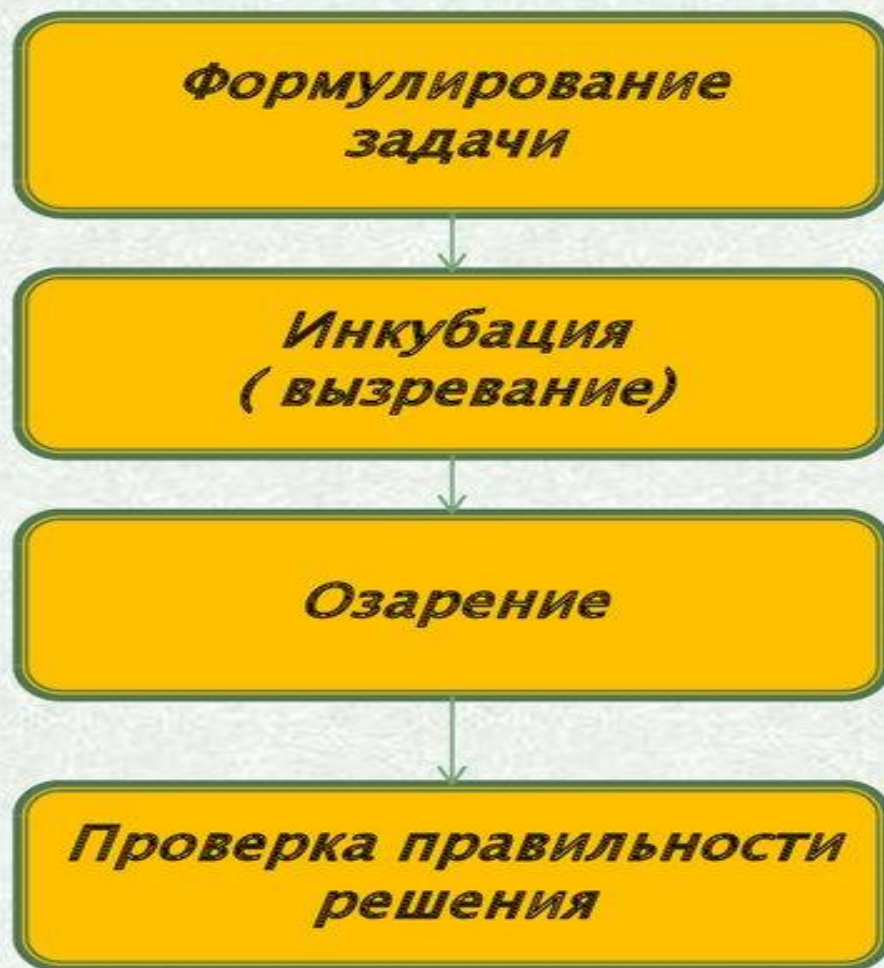 Формулирование
задачи
Инкубация
( вызревание)
Озарение
Проверка правильности
решения